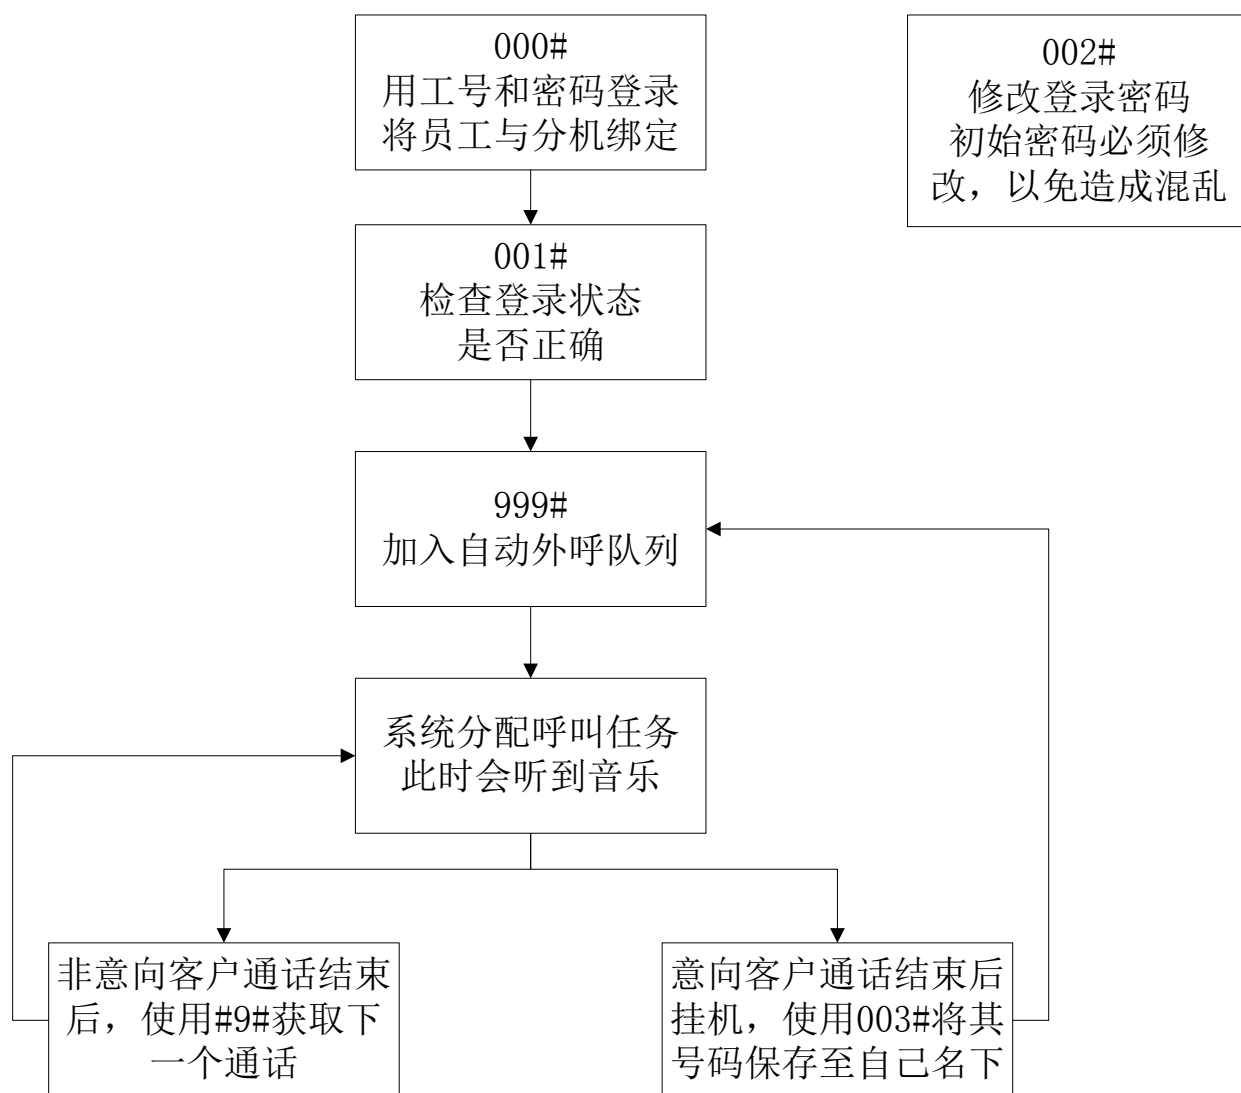 000#
用工号和密码登录
将员工与分机绑定
002#
修改登录密码
初始密码必须修
改，以免造成混乱
001#
检查登录状态
是否正确
999#
加入自动外呼队列
系统分配呼叫任务
此时会听到音乐
非意向客户通话结束
后，使用#9#获取下
一个通话
意向客户通话结束后
挂机，使用003#将其
号码保存至自己名下